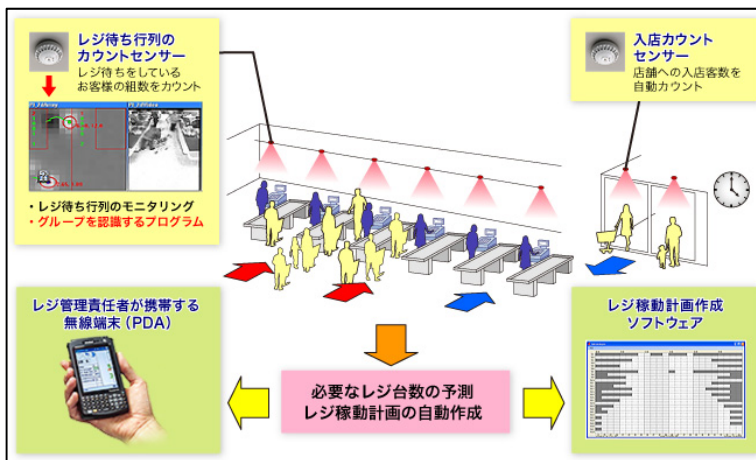 レジ待ち行列の
カウントセンサー
レジ待ちをしている
お客様の組数をカウント
・レジ待ち行列のモニタリング
・グループを認識するプログラム
入店カウント
センサー
店舗への入店客数を
自動カウント
レジ管理責任者が携帯する
無線端末（PDA）
必要なレジ台数の予測
レジ稼動計画の自動作成
レジ稼動計画作成
ソフトウェア